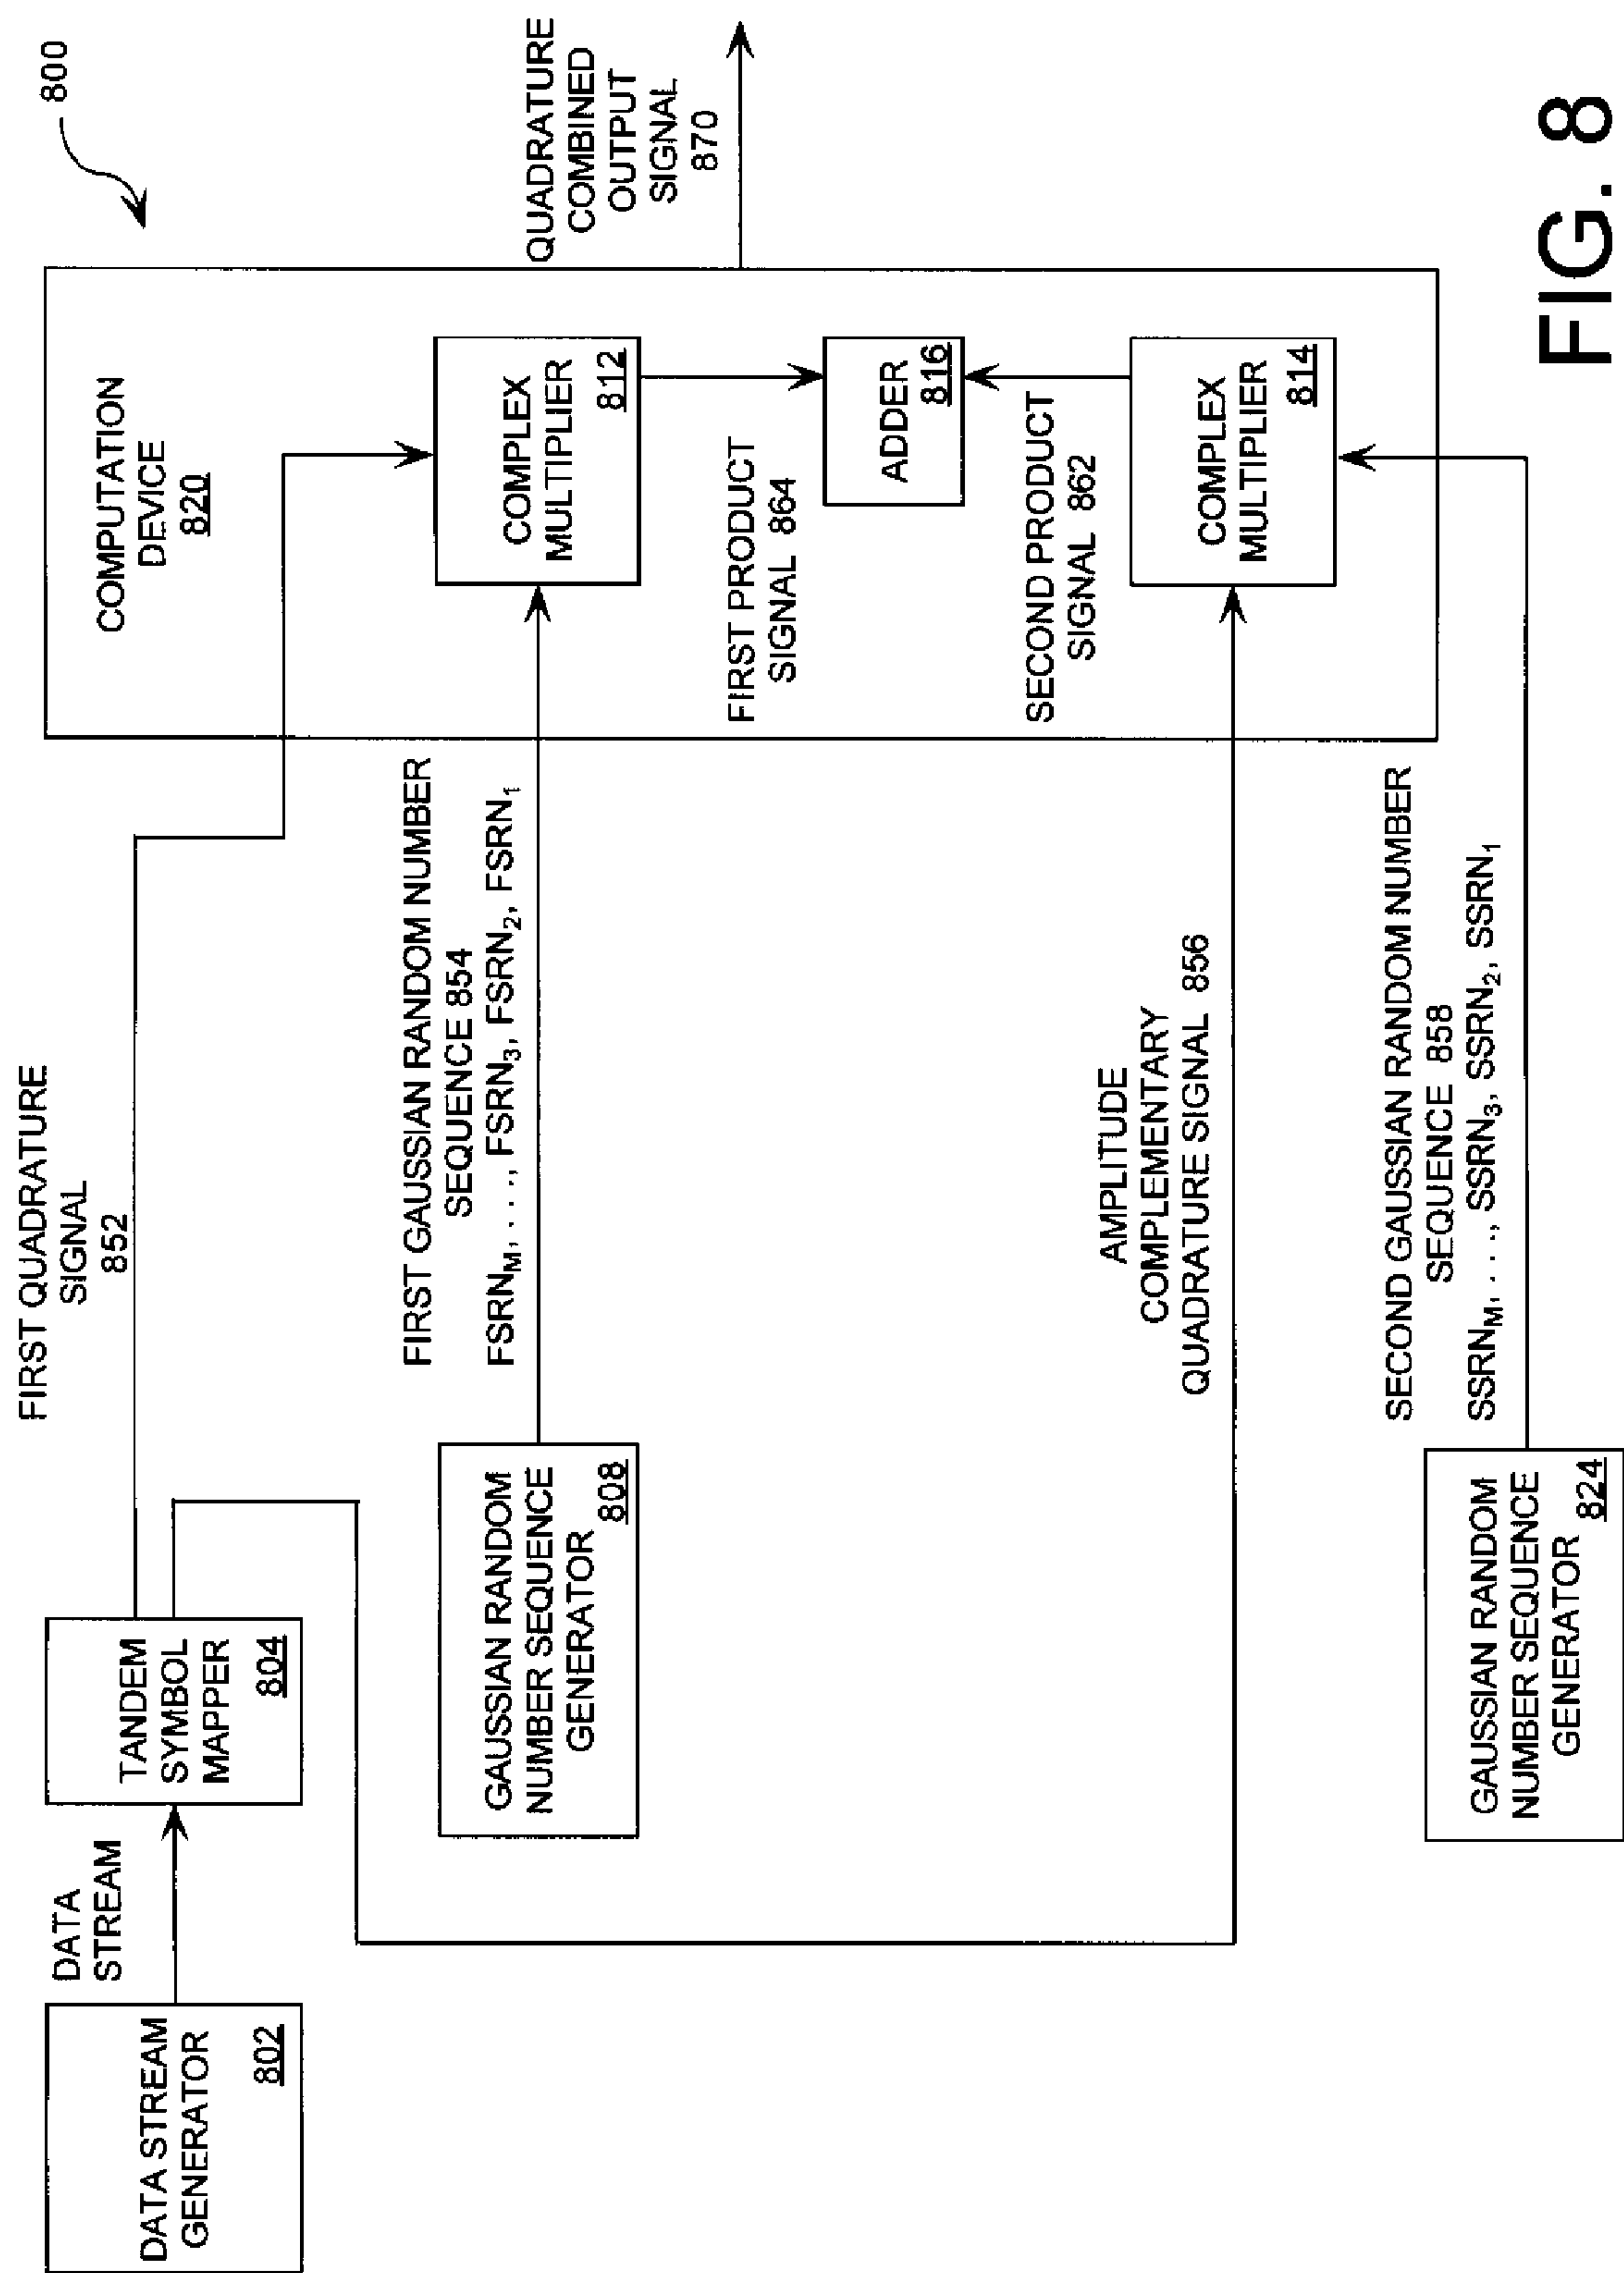 800
DATA STREAM
GENERATOR
802
DATA
STREAM
TANDEM
SYMBOL
MAPPER
804
FIRST QUADRATURE
SIGNAL
852
COMPUTATION
DEVICE
820
GAUSSIAN RANDOM
NUMBER SEQUENCE
GENERATOR
808
FIRST GAUSSIAN RANDOM NUMBER
SEQUENCE 854
FSRN_M, . . ., FSRN_3, FSRN_2, FSRN_1
COMPLEX
MULTIPLIER
812
QUADRATURE
COMBINED
OUTPUT
SIGNAL
870
FIRST PRODUCT
SIGNAL 864
ADDER
816
SECOND PRODUCT
SIGNAL 862
AMPLITUDE
COMPLEMENTARY
QUADRATURE SIGNAL 856
COMPLEX
MULTIPLIER
814
GAUSSIAN RANDOM
NUMBER SEQUENCE
GENERATOR
824
SECOND GAUSSIAN RANDOM NUMBER
SEQUENCE 858
SSRN_M, . . ., SSRN_3, SSRN_2, SSRN_1
FIG. 8